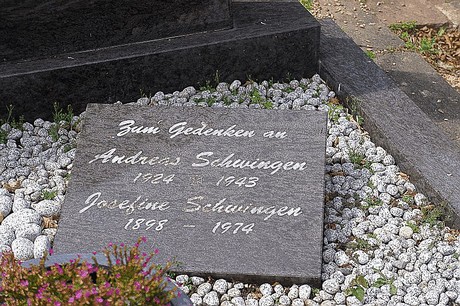 Zum Gedenken an
Andreas Schwingen
1924 - 1943
Josefine Schwingen
1898 - 1974